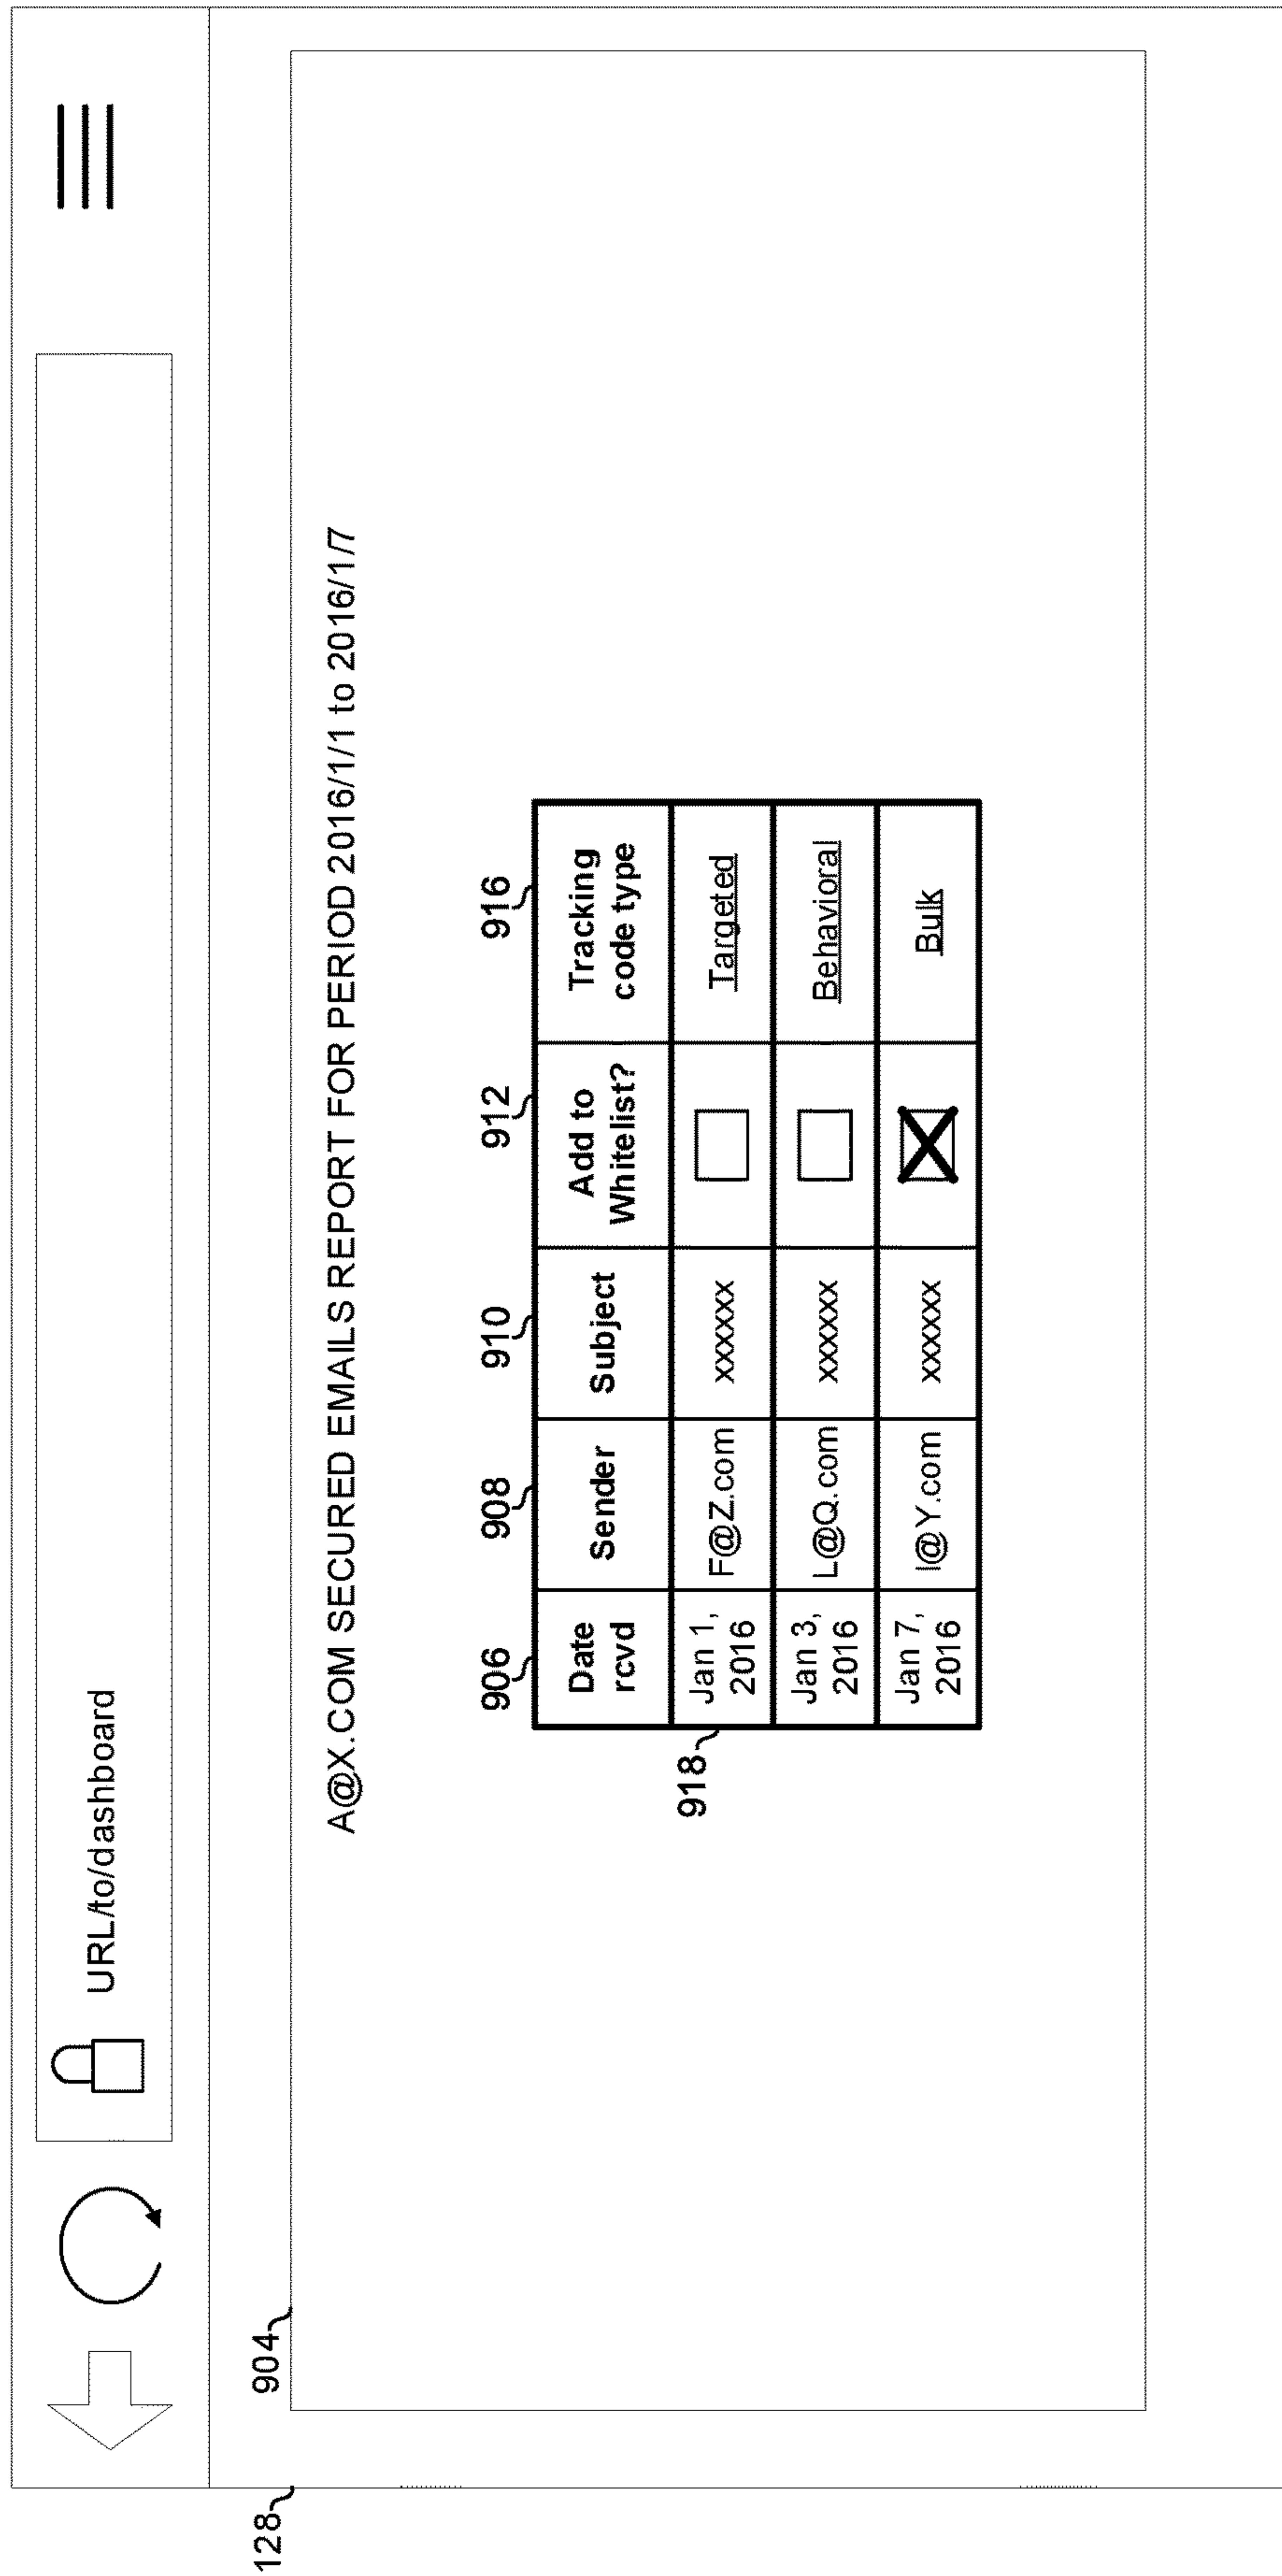 URL/to/dashboard
128
904
A@X.COM SECURED EMAILS REPORT FOR PERIOD 2016/1/1 to 2016/1/7
906 908 910 912 916
Date rcvd Sender Subject Add to Whitelist? Tracking code type
918
Jan 1, 2016 F@Z.com xxxxxx Targeted
Jan 3, 2016 L@Q.com xxxxxx Behavioral
Jan 7, 2016 I@Y.com xxxxxx Bulk